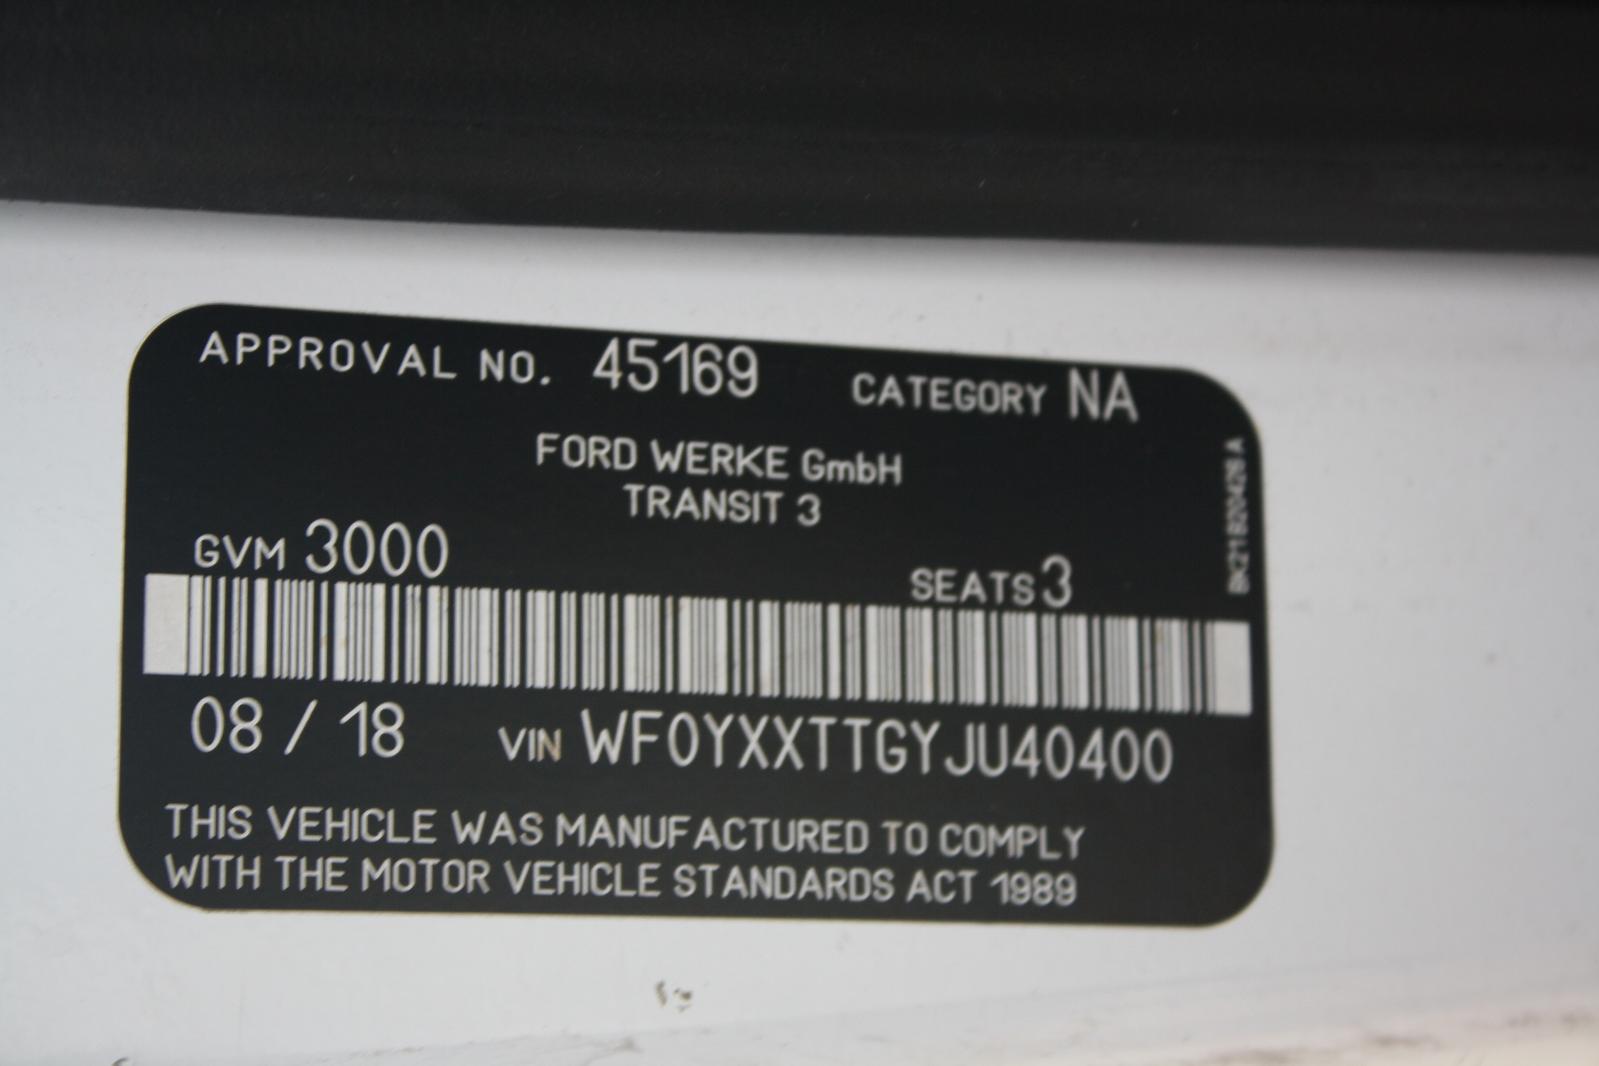 APPROVAL NO. 45169 CATEGORY NA
FORD WERKE GmbH
TRANSIT 3
GVM 3000
SEATS 3
08 / 18 VIN WF0YXXTTGYJU40400
THIS VEHICLE WAS MANUFACTURED TO COMPLY
WITH THE MOTOR VEHICLE STANDARDS ACT 1989